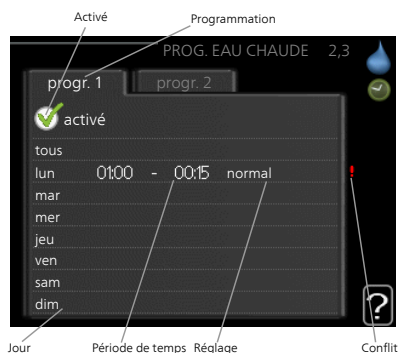 Activé
Programmation
PROG. EAU CHAUDE 2,3
progr. 1
progr. 2
activé
tous
lun 01:00 - 00:15 normal
!
mar
mer
jeu
ven
sam
dim
?
Jour
Période de temps
Réglage
Conflit